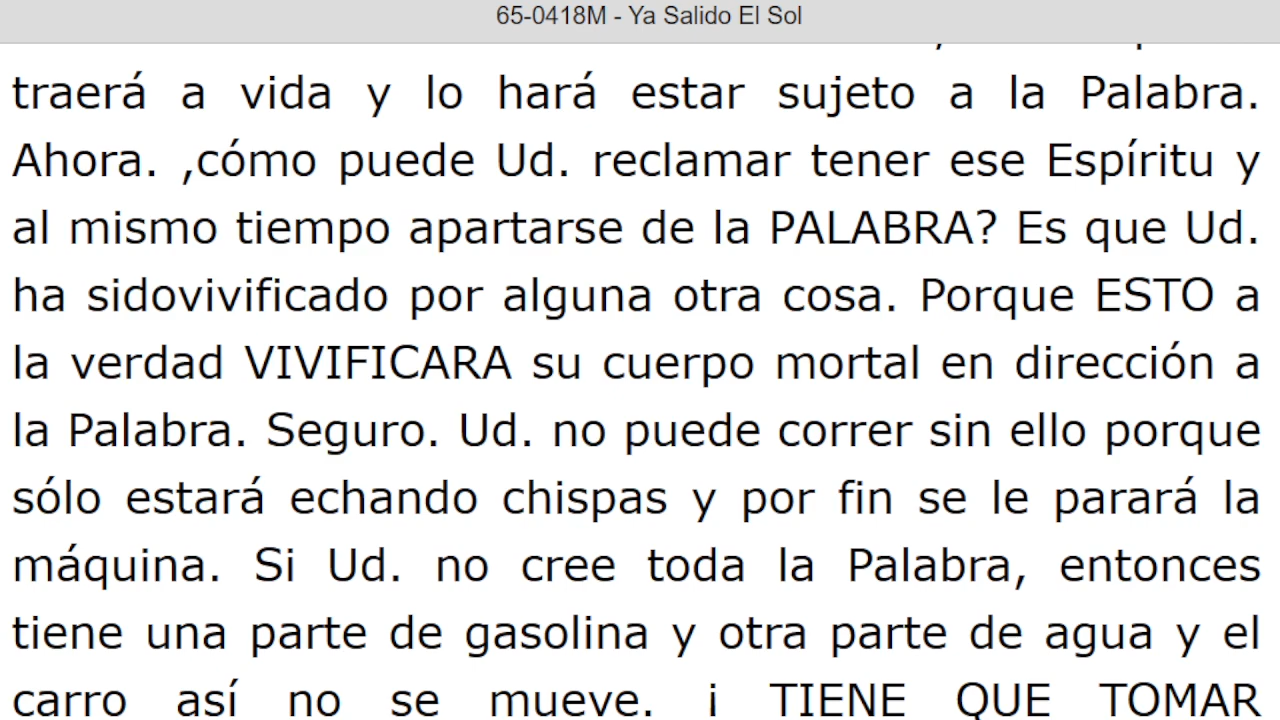 65-0418M - Ya Salido El Sol
traerá a vida y lo hará estar sujeto a la Palabra.
Ahora. ,cómo puede Ud. reclamar tener ese Espíritu y
al mismo tiempo apartarse de la PALABRA? Es que Ud.
ha sidovivificado por alguna otra cosa. Porque ESTO a
la verdad VIVIFICARA su cuerpo mortal en dirección a
la Palabra. Seguro. Ud. no puede correr sin ello porque
sólo estará echando chispas y por fin se le parará la
máquina. Si Ud. no cree toda la Palabra, entonces
tiene una parte de gasolina y otra parte de agua y el
carro así no se mueve. ¡ TIENE QUE TOMAR